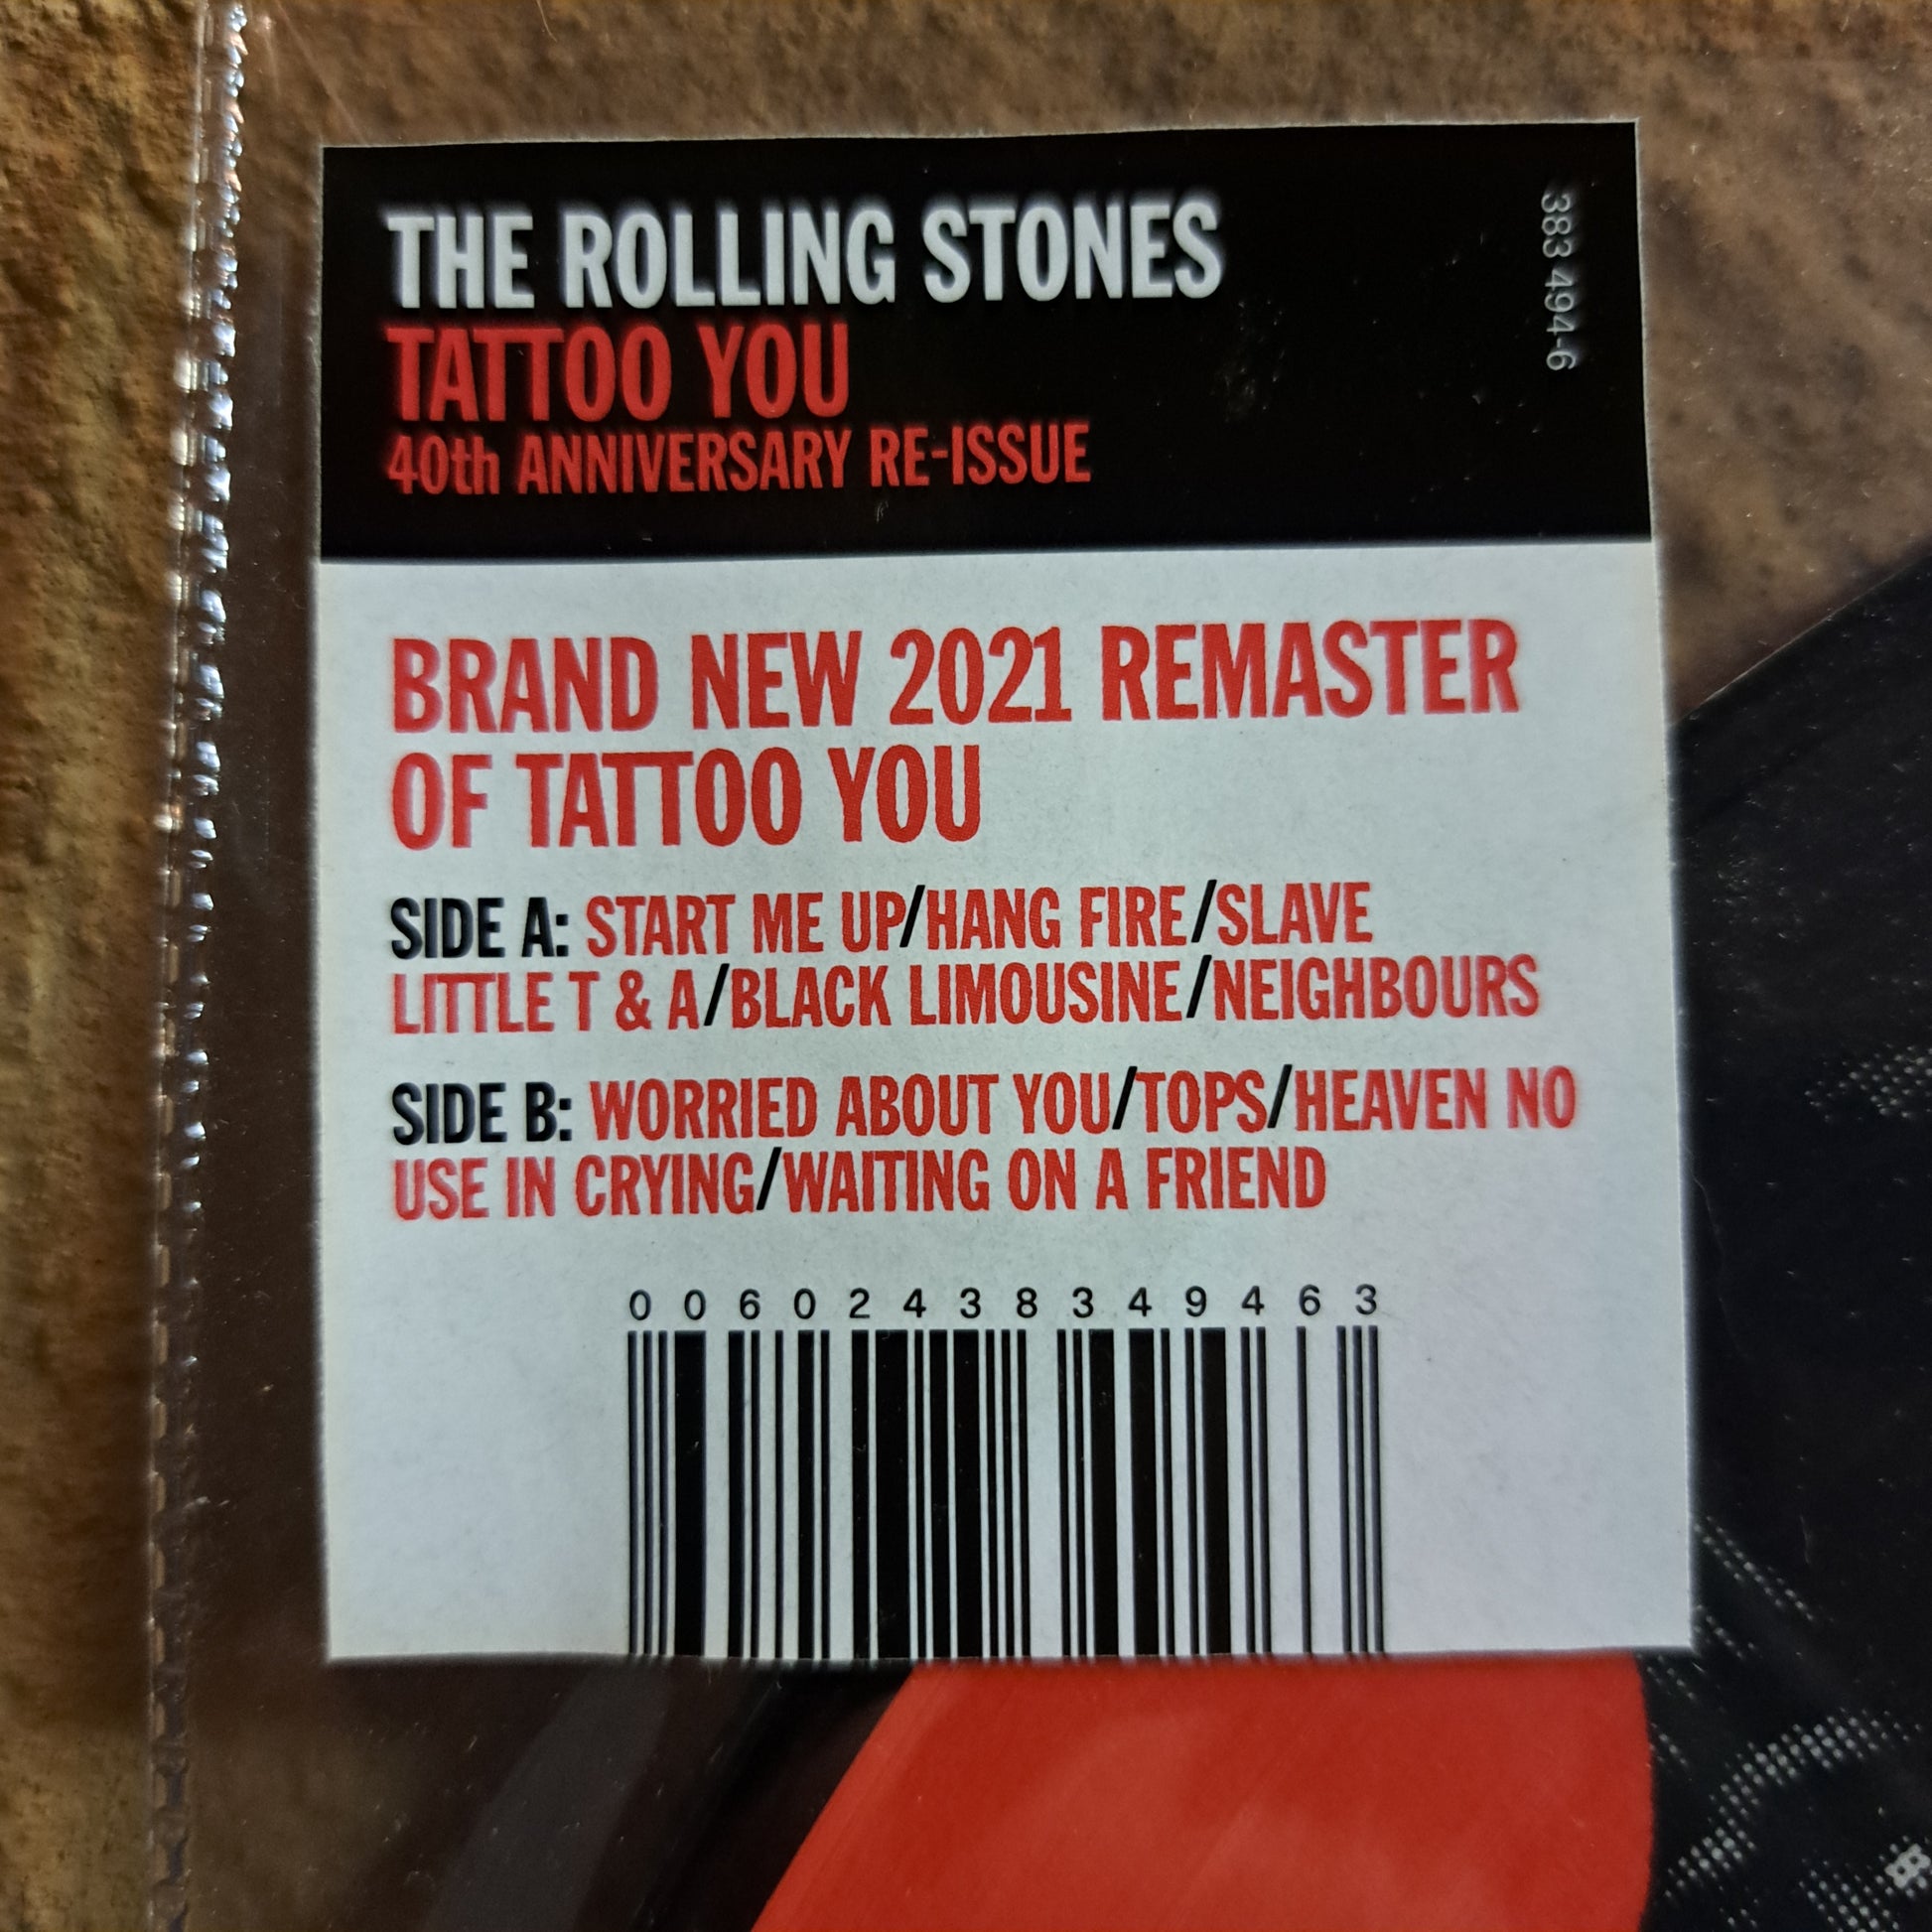 THE ROLLING STONES
383 494-6
TATTOO YOU
40th ANNIVERSARY RE-ISSUE
BRAND NEW 2021 REMASTER
OF TATTOO YOU
SIDE A: START ME UP/HANG FIRE/SLAVE
LITTLE T & A/BLACK LIMOUSINE/NEIGHBOURS
SIDE B: WORRIED ABOUT YOU/TOPS/HEAVEN NO
USE IN CRYING/WAITING ON A FRIEND
0 0 6 0 2 4 3 8 3 4 9 4 6 3